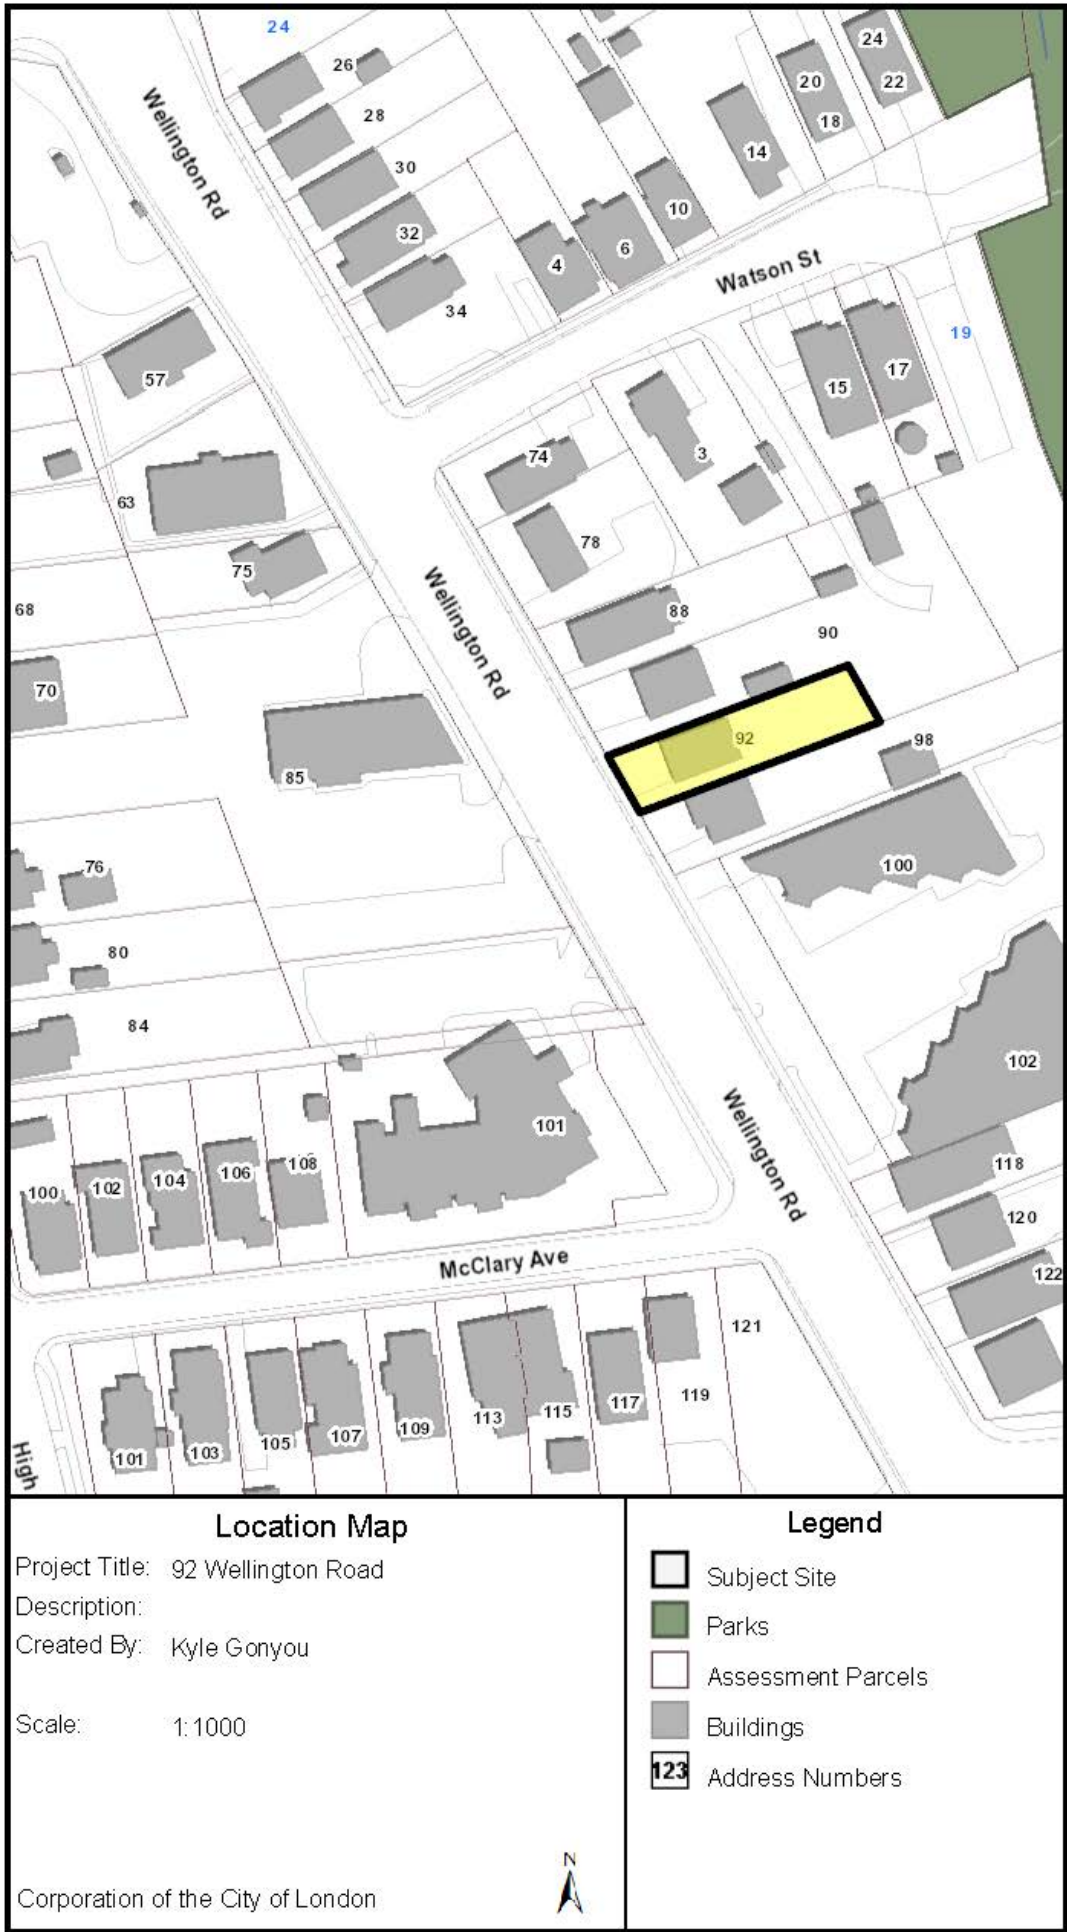 24
24
26
20
22
Wellington Rd
28
18
14
30
10
32
6
4
Watson St
34
19
57
17
15
74
3
63
78
75
Wellington Rd
68
88
90
70
92
98
85
76
100
80
84
102
101
Wellington Rd
118
108
106
104
102
100
120
McClary Ave
122
121
119
117
115
113
109
107
105
103
101
High
Location Map
Project Title: 92 Wellington Road
Description:
Created By: Kyle Gonyou
Scale: 1:1000
N
Corporation of the City of London
Legend
Subject Site
Parks
Assessment Parcels
Buildings
123 Address Numbers